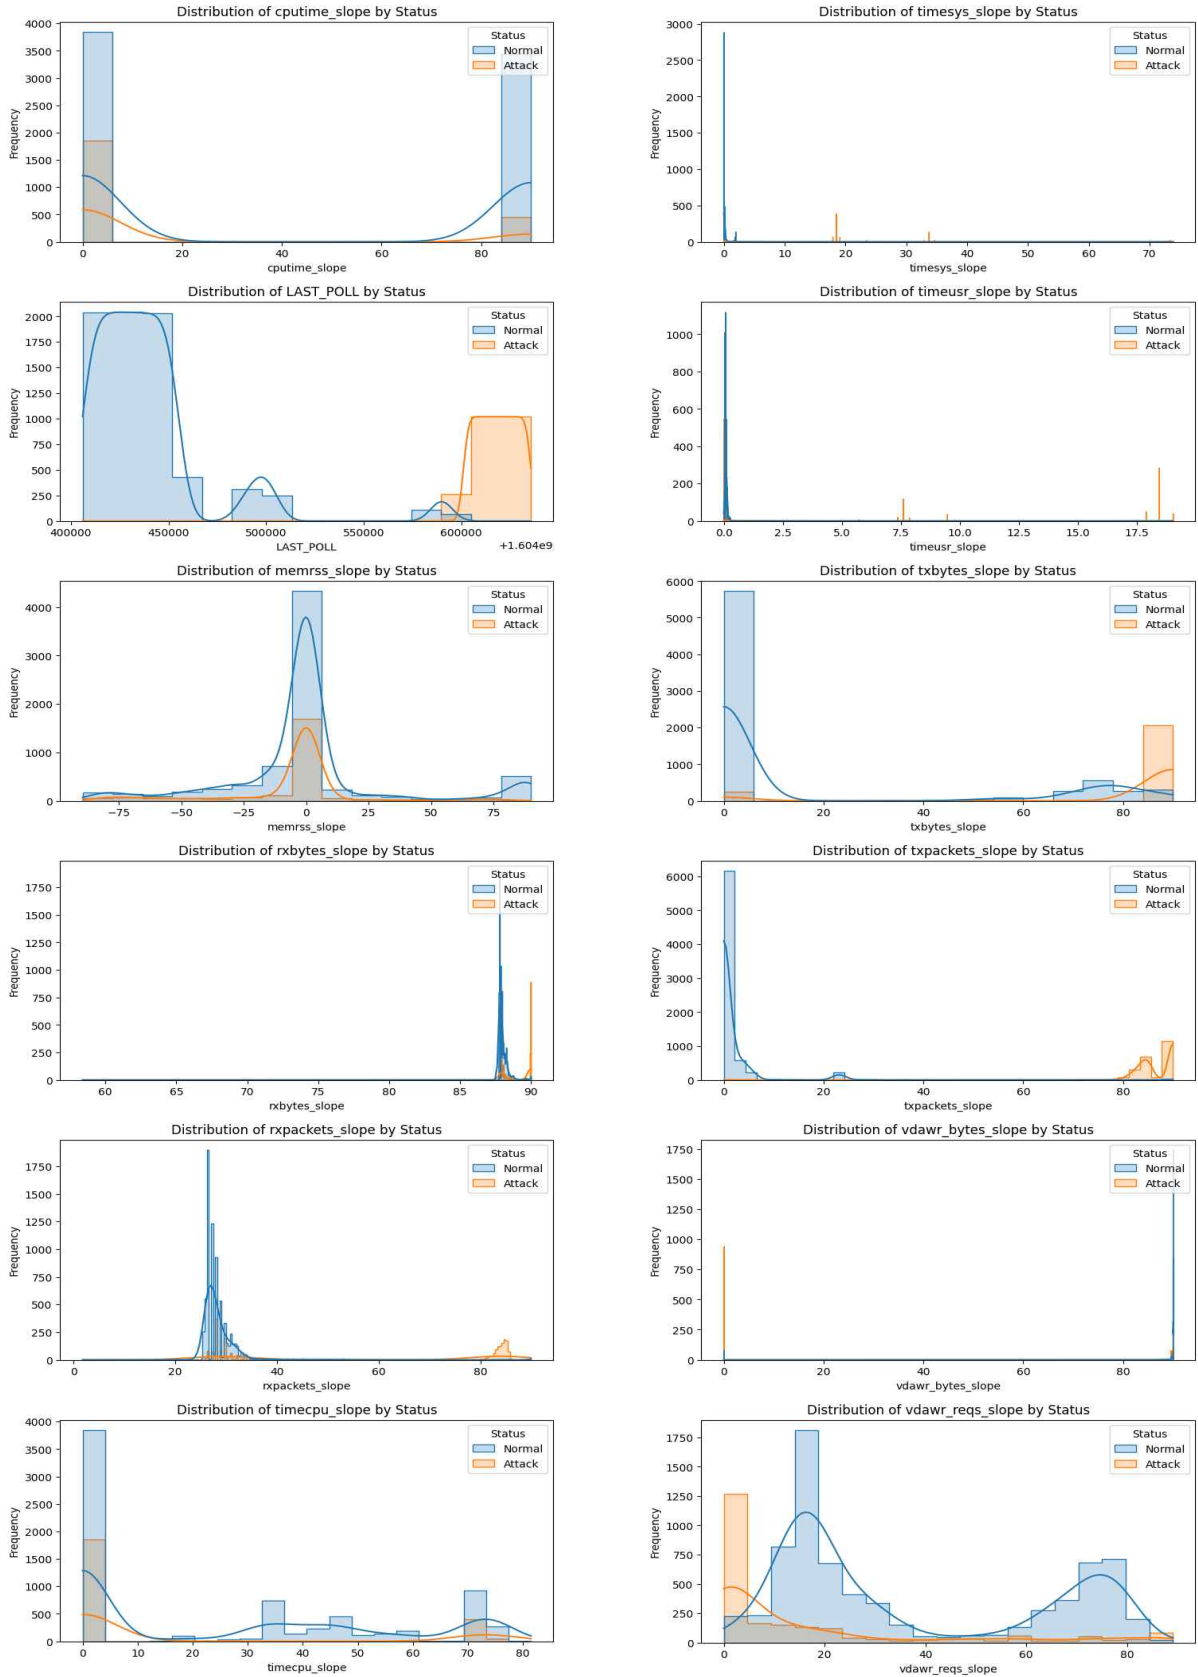 Distribution of cputime_slope by Status
4000
3500
3000
2500
2000
1500
1000
500
0
Frequency
Status
Normal
Attack
0 20 40 60 80
cputime_slope
Distribution of timesys_slope by Status
3000
2500
2000
1500
1000
500
0
Frequency
Status
Normal
Attack
0 10 20 30 40 50 60 70
timesys_slope
Distribution of LAST_POLL by Status
2000
1750
1500
1250
1000
750
500
250
0
Frequency
Status
Normal
Attack
400000 450000 500000 550000 600000
+1.604e9
LAST_POLL
Distribution of timeusr_slope by Status
1000
800
600
400
200
0
Frequency
Status
Normal
Attack
0.0 2.5 5.0 7.5 10.0 12.5 15.0 17.5
timeusr_slope
Distribution of memrss_slope by Status
4000
3000
2000
1000
0
Frequency
Status
Normal
Attack
−75 −50 −25 0 25 50 75
memrss_slope
Distribution of txbytes_slope by Status
6000
5000
4000
3000
2000
1000
0
Frequency
Status
Normal
Attack
0 20 40 60 80
txbytes_slope
Distribution of rxbytes_slope by Status
1750
1500
1250
1000
750
500
250
0
Frequency
Status
Normal
Attack
60 65 70 75 80 85 90
rxbytes_slope
Distribution of txpackets_slope by Status
6000
5000
4000
3000
2000
1000
0
Frequency
Status
Normal
Attack
0 20 40 60 80
txpackets_slope
Distribution of rxpackets_slope by Status
1750
1500
1250
1000
750
500
250
0
Frequency
Status
Normal
Attack
0 20 40 60 80
rxpackets_slope
Distribution of vdawr_bytes_slope by Status
1750
1500
1250
1000
750
500
250
0
Frequency
Status
Normal
Attack
0 20 40 60 80
vdawr_bytes_slope
Distribution of timecpu_slope by Status
4000
3500
3000
2500
2000
1500
1000
500
0
Frequency
Status
Normal
Attack
0 10 20 30 40 50 60 70 80
timecpu_slope
Distribution of vdawr_reqs_slope by Status
1750
1500
1250
1000
750
500
250
0
Frequency
Status
Normal
Attack
0 20 40 60 80
vdawr_reqs_slope